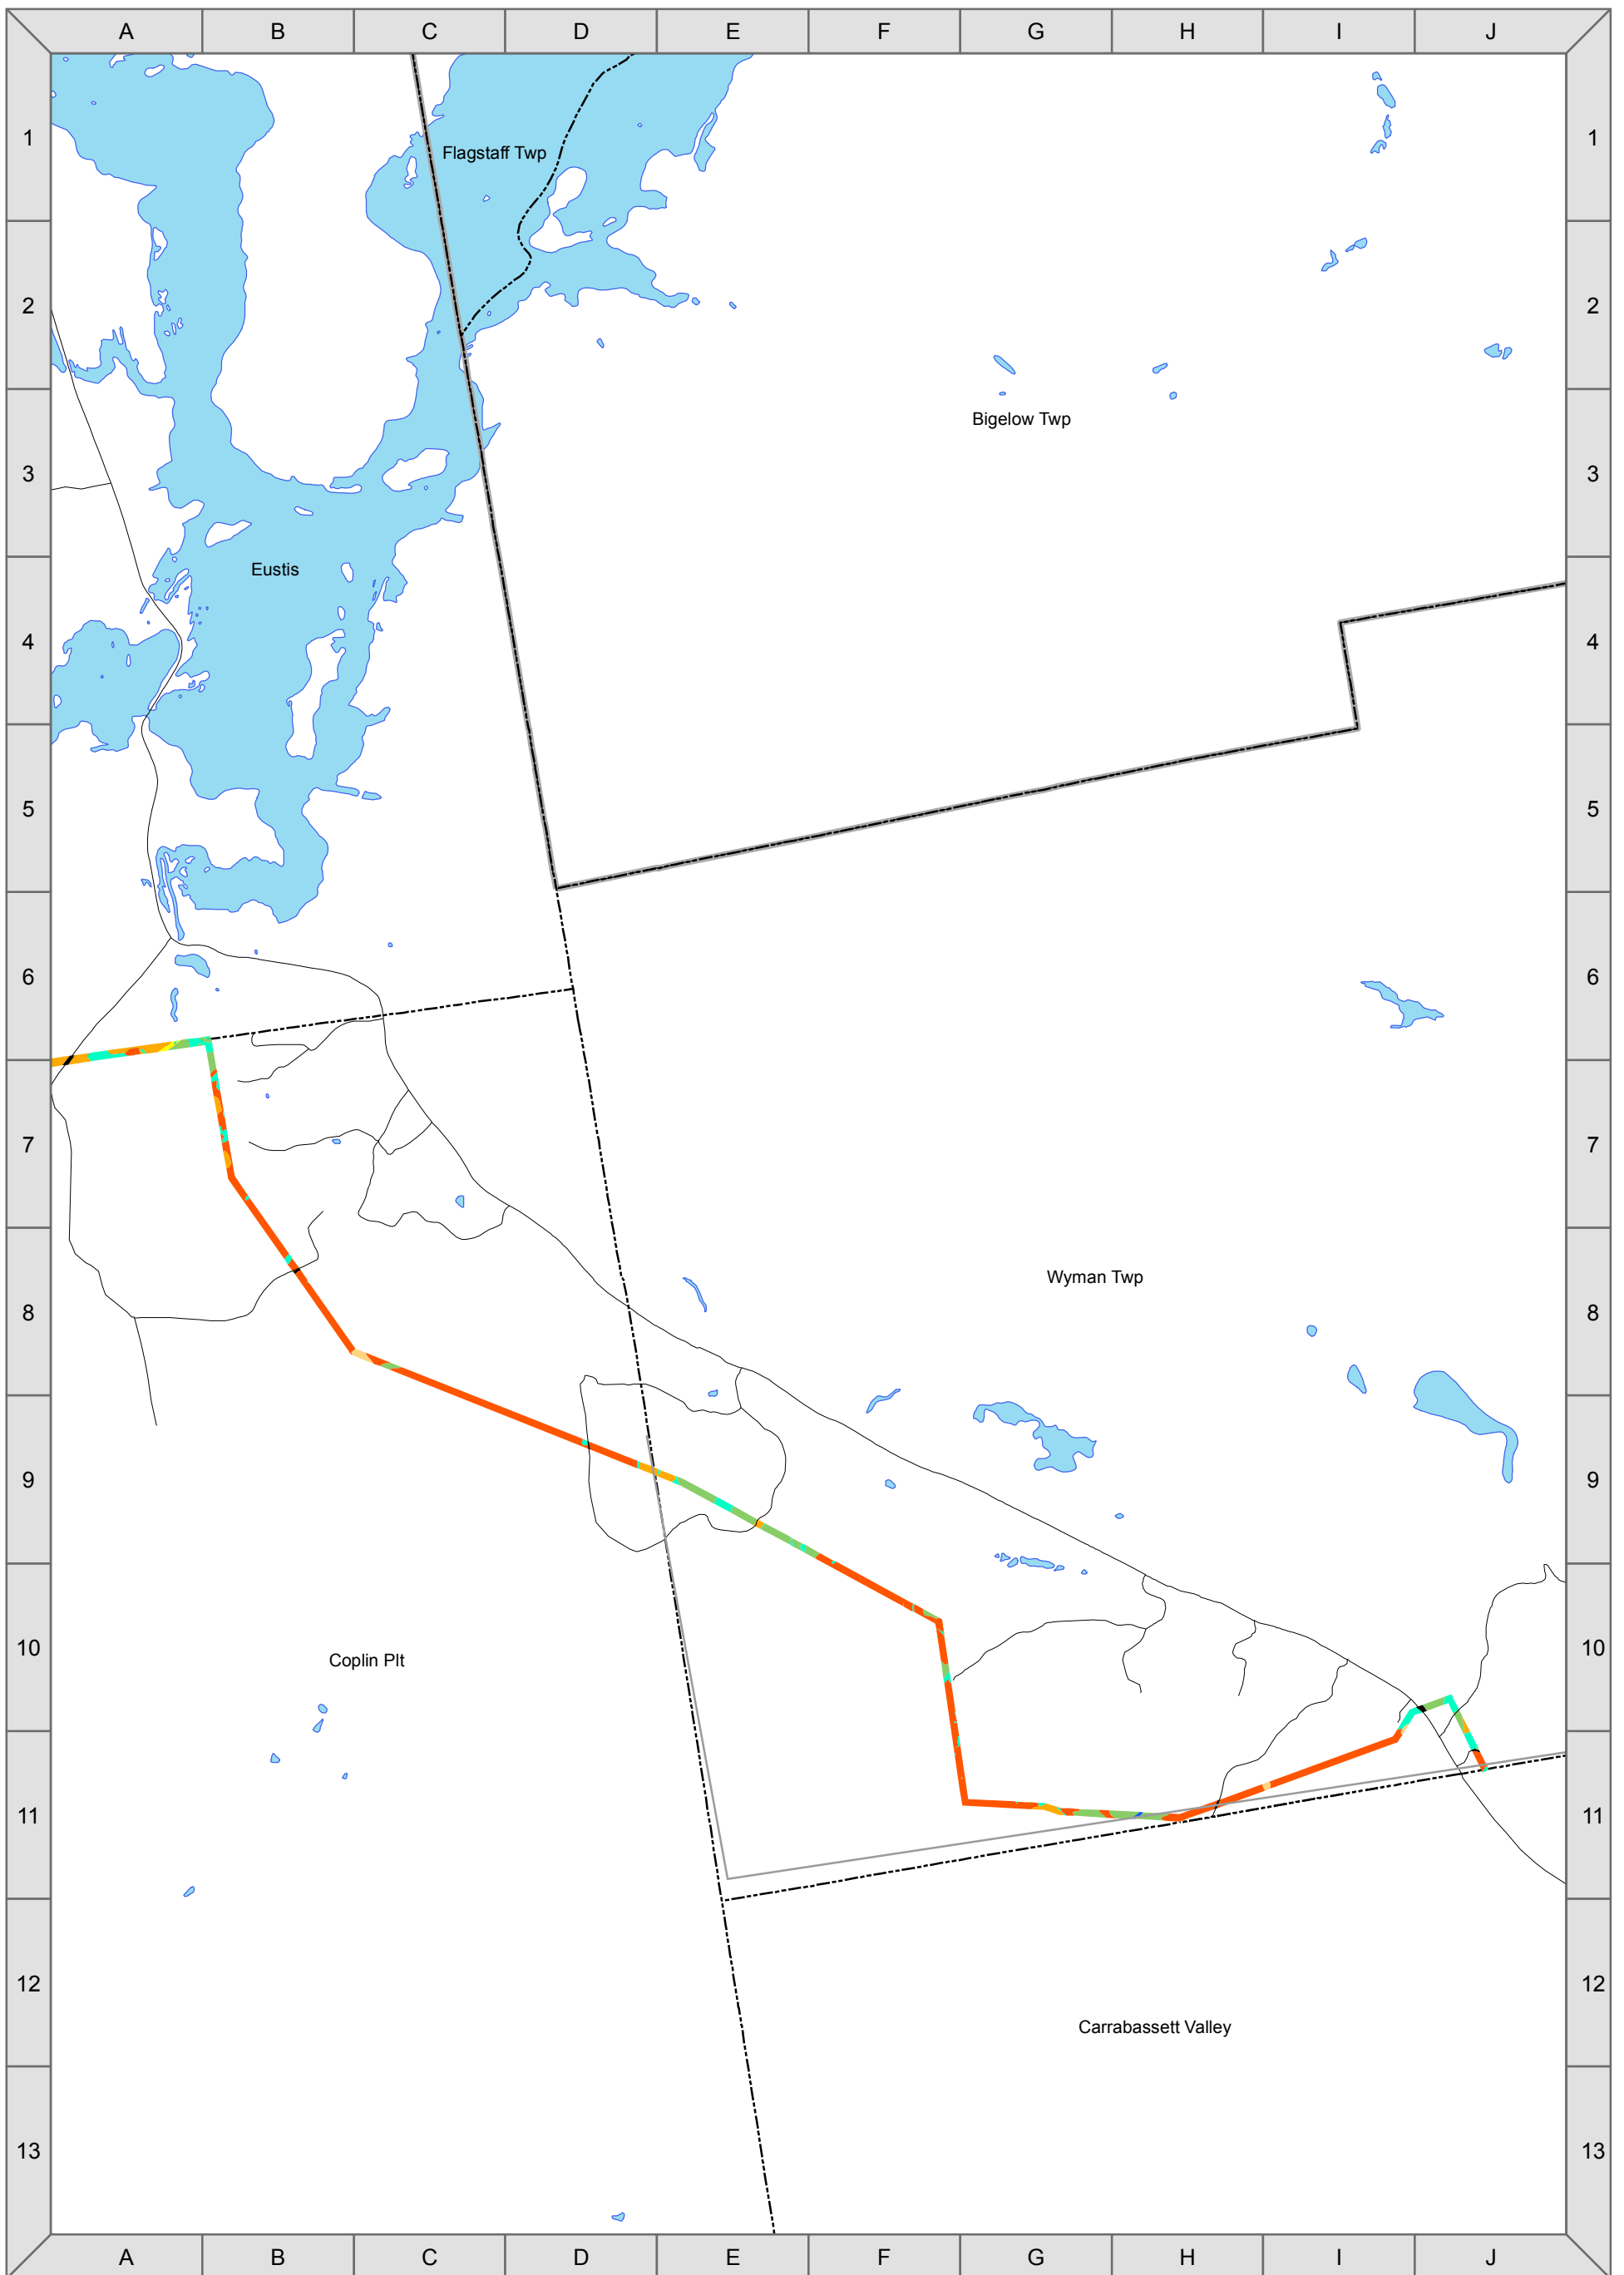 A B C D E F G H I J
1 1
Flagstaff Twp
2 2
Bigelow Twp
3 3
Eustis
4 4
5 5
6 6
7 7
Wyman Twp
8 8
9 9
10 10
Coplin Plt
11 11
12 12
Carrabassett Valley
13 13
A B C D E F G H I J